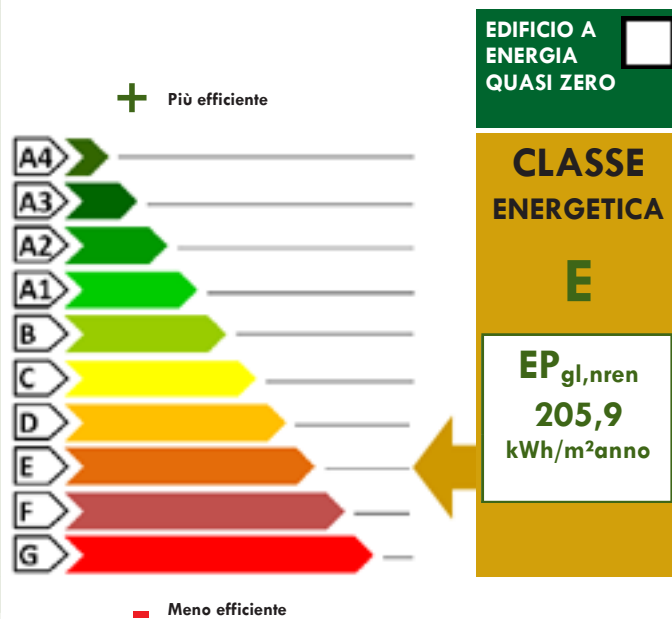 EDIFICIO A
ENERGIA
QUASI ZERO
+ Più efficiente
A4
A3
A2
A1
B
C
D
E
F
G
- Meno efficiente
CLASSE
ENERGETICA
E
EPgl,nren
205,9
kWh/m²anno